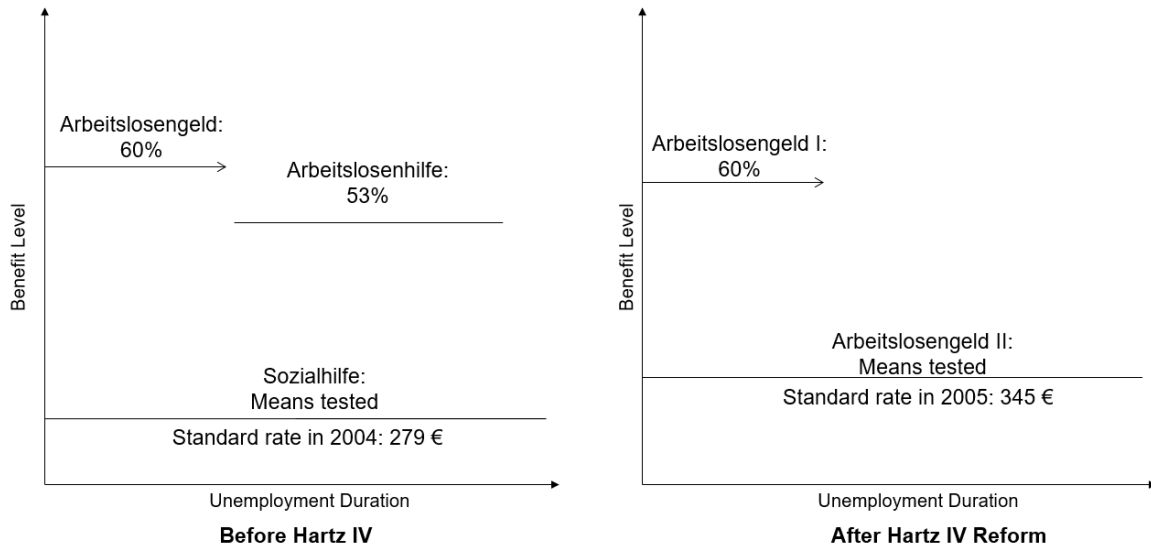 Arbeitslosengeld:
60%
Arbeitslosenhilfe:
53%
Sozialhilfe:
Means tested
Standard rate in 2004: 279 €
Benefit Level
Unemployment Duration
Before Hartz IV
Arbeitslosengeld I:
60%
Arbeitslosengeld II:
Means tested
Standard rate in 2005: 345 €
Benefit Level
Unemployment Duration
After Hartz IV Reform